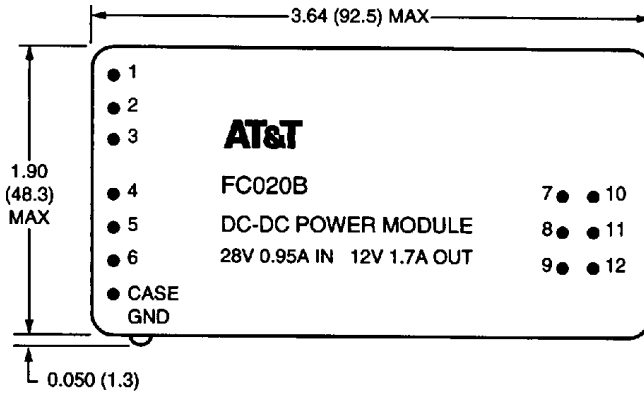 3.64 (92.5) MAX
1
2
3
AT&T
1.90
(48.3)
MAX
4
FC020B
7 10
5
DC-DC POWER MODULE
8 11
6
28V 0.95A IN 12V 1.7A OUT
9 12
CASE
GND
0.050 (1.3)